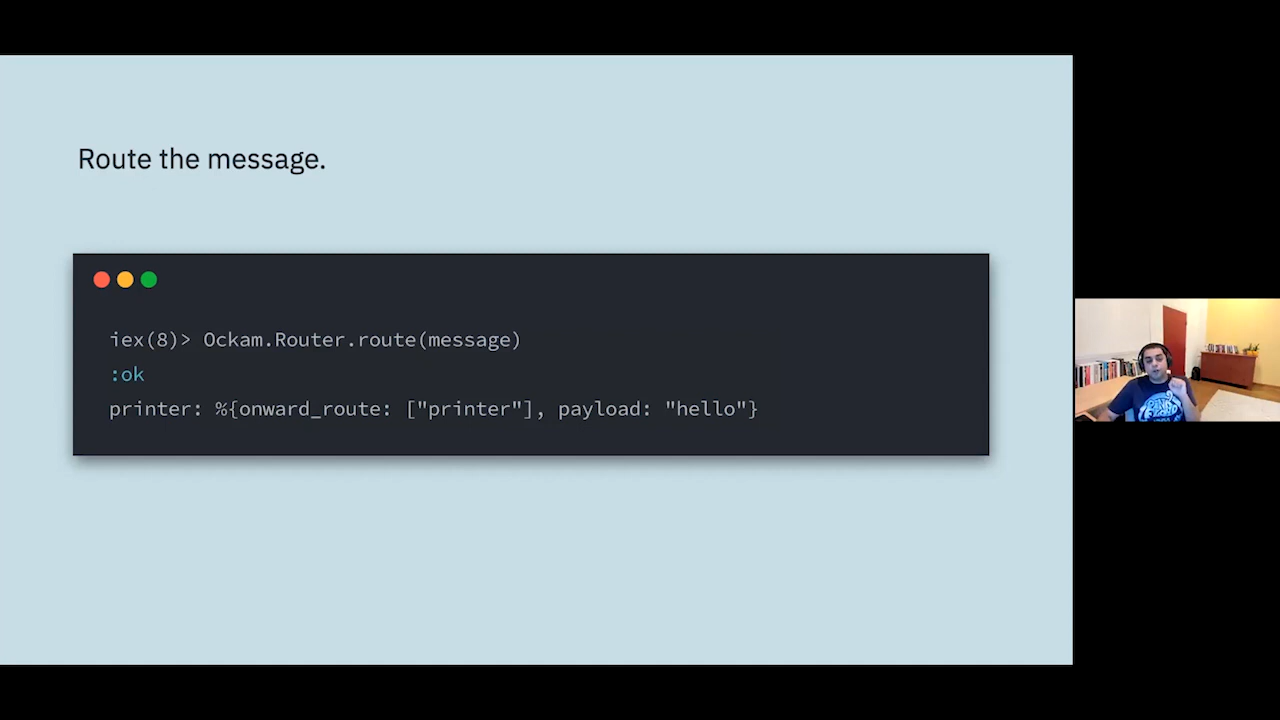 Route the message.
iex(8)> Ockam.Router.route(message)
:ok
printer: %{onward_route: ["printer"], payload: "hello"}